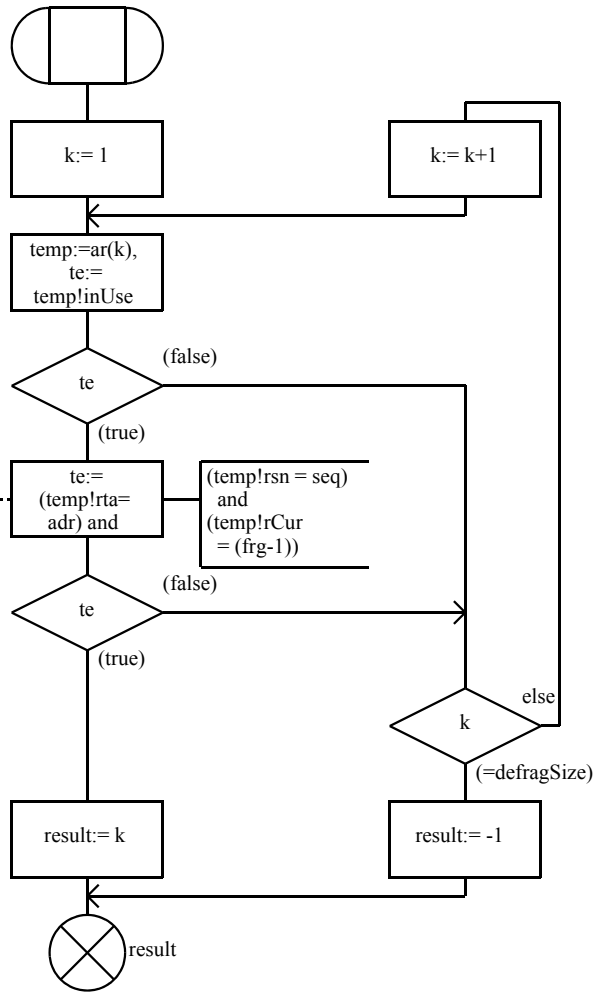 k:= 1
k:= k+1
temp:=ar(k),
te:=
temp!inUse
(false)
te
(true)
te:=
(temp!rta=
adr) and
(temp!rsn = seq)
and
(temp!rCur
= (frg-1))
(false)
te
(true)
else
k
(=defragSize)
result:= k
result:= -1
result